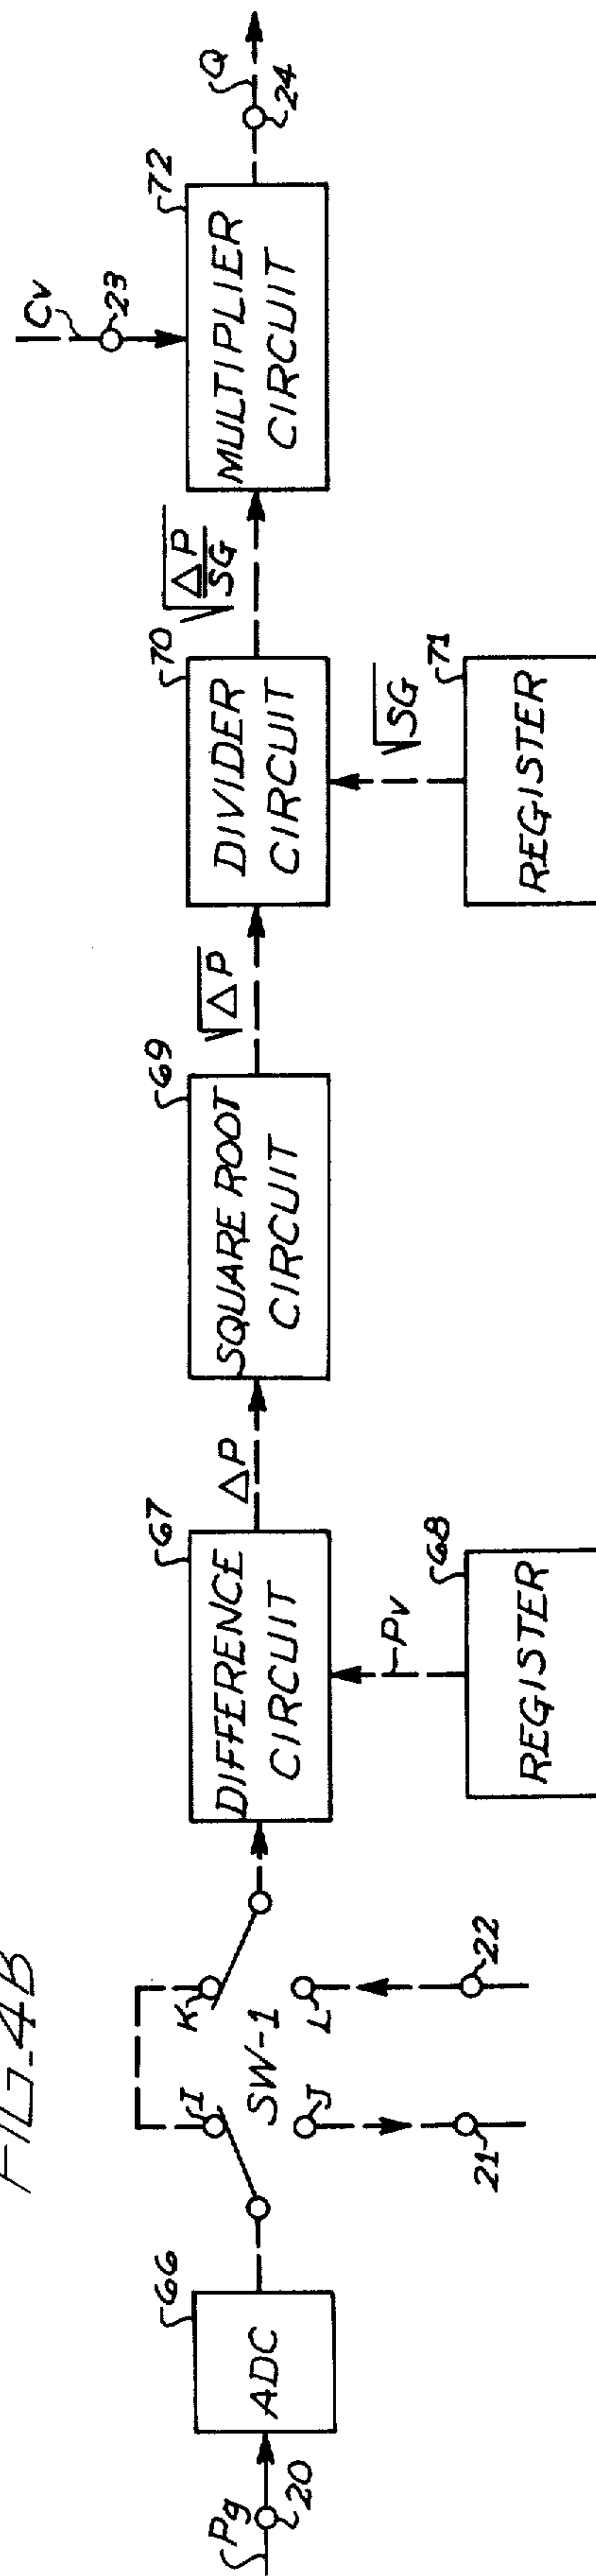 FIG-4B
Pg
20
66
ADC
I
J
K
L
SW-1
21
22
67
DIFFERENCE
CIRCUIT
Pv
68
REGISTER
ΔP
69
SQUARE ROOT
CIRCUIT
√ΔP
70
DIVIDER
CIRCUIT
√SG
71
REGISTER
√ΔP/SG
72
MULTIPLIER
CIRCUIT
Cv
23
Q
24